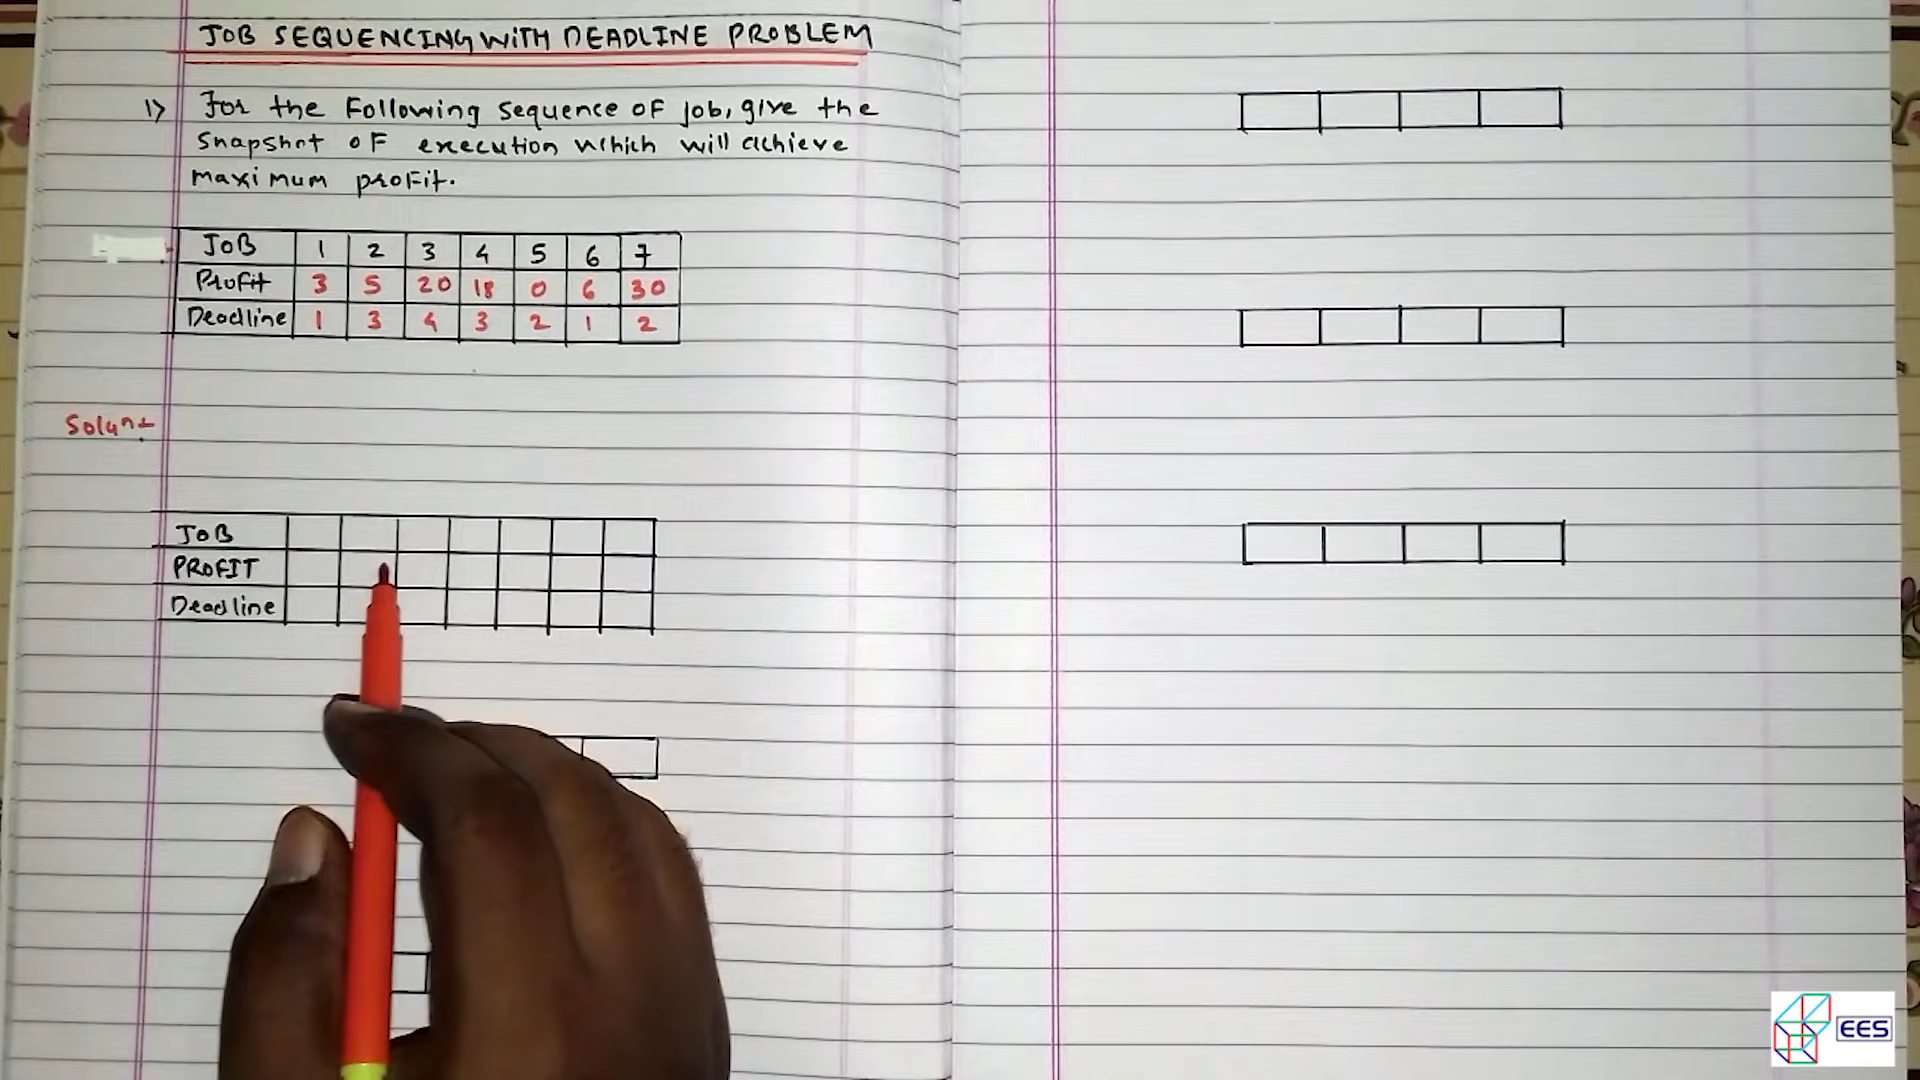 JOB SEQUENCING WITH DEADLINE PROBLEM
1> For the Following sequence of job, give the
snapshot of execution which will achieve
maximum profit.
JOB 1 2 3 4 5 6 7
Profit 3 5 20 18 0 6 30
Deadline 1 3 4 3 2 1 2
Solun
JOB
PROFIT
Deadline
EES